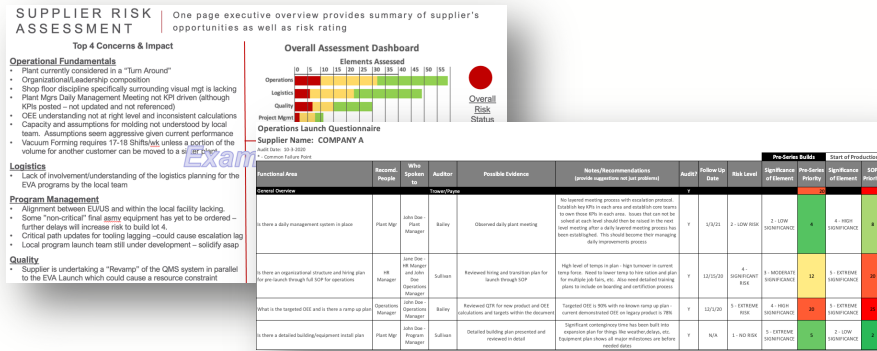 SUPPLIER RISK
ASSESSMENT
One page executive overview provides summary of supplier's
opportunities as well as risk rating
Top 4 Concerns & Impact
Operational Fundamentals
• Plant currently considered in a "Turn Around"
• Organizational/Leadership composition
• Shop floor discipline specifically surrounding visual mgt is lacking
• Plant Mgrs Daily Management Meeting not KPI driven (although
KPIs posted – not updated and not referenced)
• OEE understanding not at right level and inconsistent calculations
• Capacity and assumptions for molding not understood by local
team. Assumptions seem aggressive given current performance
• Vacuum Forming requires 17-18 Shifts/wk unless a portion of the
volume for another customer can be moved to a sister plant
Exam
Logistics
• Lack of involvement/understanding of the logistics planning for the
EVA programs by the local team
Program Management
• Alignment between EU/US and within the local facility lacking.
• Some "non-critical" final asmy equipment has yet to be ordered –
further delays will increase risk to build lot 4.
• Critical path updates for tooling lagging –could cause escalation lag
• Local program launch team still under development – solidify asap
Quality
• Supplier is undertaking a "Revamp" of the QMS system in parallel
to the EVA Launch which could cause a resource constraint
Overall Assessment Dashboard
Elements Assessed
0 5 10 15 20 25 30 35 40 45 50 55
Operations
Logistics
Quality
Project Mgmt
Overall
Risk
Status
Operations Launch Questionnaire
Supplier Name: COMPANY A
Audit Date: 10-3-2020
* - Common Failure Point
Pre-Series Builds Start of Production
Functional Area Recomd. People Who Spoken to Auditor Possible Evidence Notes/Recommendations (provide suggestions not just problems) Audit? Follow Up Date Risk Level Significance of Element Pre-Series Priority Significance of Element SOP
General Overview Trower/Payne Y 20
Is there a daily management system in place Plant Mgr John Doe - Plant Manager Bailey Observed daily plant meeting
No layered meeting process with escalation protocol.
Establish KPIs in each area and establish core teams
to own those KPIs in each area. Issues that can not be
solved at each level should then be raised in the next
level meeting after a daily layered meeting process has
been established. This should become then managing
daily improvements process
Y 1/3/21 2 - LOW RISK 2 - LOW SIGNIFICANCE 4 4 - HIGH SIGNIFICANCE 8
Is there an organizational structure and hiring plan
for pre-launch through full SOP for operations
HR Manager Jane Doe - HR Manger and John Doe Operations Manager Sullivan
Reviewed hiring and transition plan for
launch through SOP
High level of temps in plan - high turnover in current
temp force. Need to lower temp to hire ration and plan
for multiple job fairs, etc. Also need detailed training
plans to include on boarding and certifiction process
Y 12/15/20 4 - SIGNIFICANT RISK 3 - MODERATE SIGNIFICANCE 12 5 - EXTREME SIGNIFICANCE 20
What is the targeted OEE and is there a ramp up plan Operations Manager John Doe - Operations Manager Bailey
Reviewed QTR for new product and OEE
calculations and targets within the document
Targeted OEE is 90% with no known ramp up plan -
current demonstrated OEE on legacy product is 78%
Y 12/1/20 5 - EXTREME RISK 4 - HIGH SIGNIFICANCE 20 5 - EXTREME SIGNIFICANCE
Is there a detailed building/equipment install plan Plant Mgr John Doe - Program Manager Sullivan
Detailed building plan presented and
reviewed in detail
Significant contengincey time has been built into
expansion plan for things like weather,delays, etc.
Equipment plan shows all major milestones are before
needed dates
Y N/A 1 - NO RISK 5 - EXTREME SIGNIFICANCE 5 2 - LOW SIGNIFICANCE 2